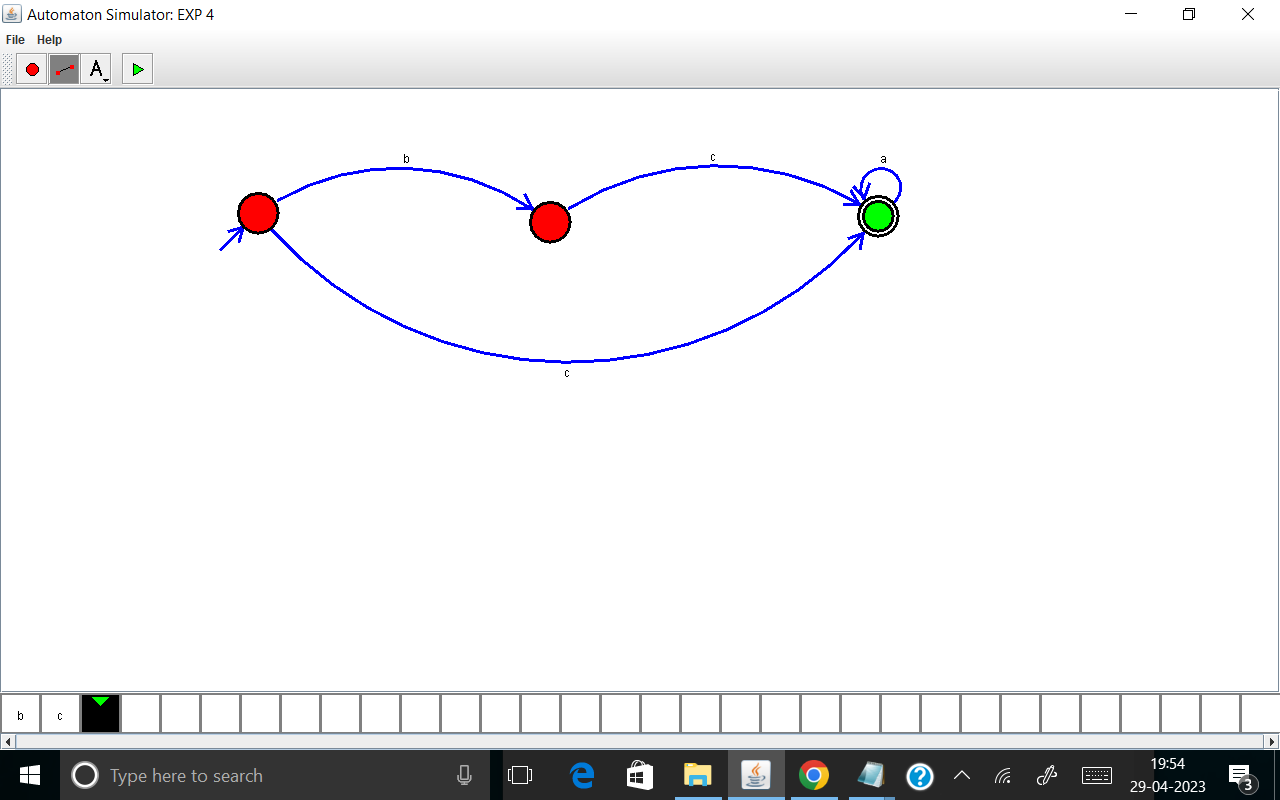 Automaton Simulator: EXP 4
File Help
A
b
c
a
c
b c
Type here to search
19:54
29-04-2023
3